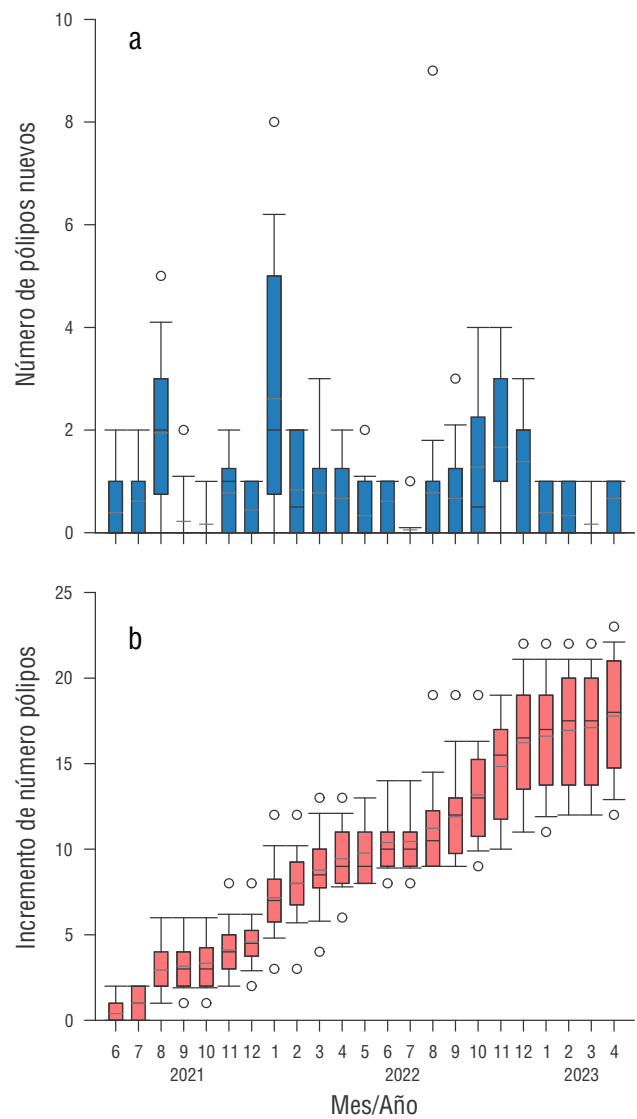 a
Número de pólipos nuevos
10
8
6
4
2
0
b
Incremento de número pólipos
25
20
15
10
5
0
6 7 8 9 10 11 12 1 2 3 4 5 6 7 8 9 10 11 12 1 2 3 4
2021 2022 2023
Mes/Año